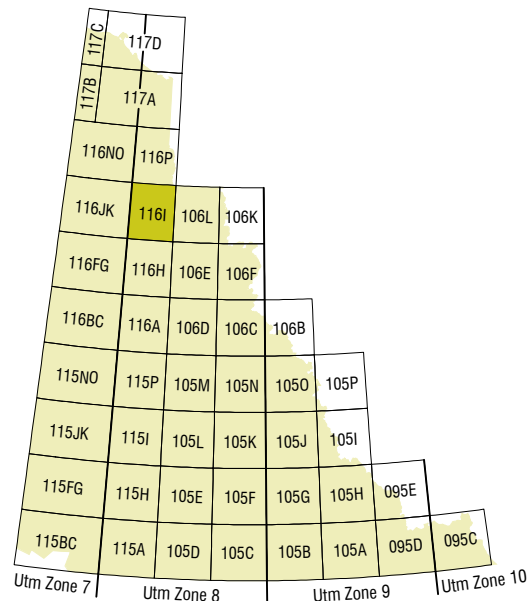 117C 117D
117B 117A
116NO 116P
116JK 116I 106L 106K
116FG 116H 106E 106F
116BC 116A 106D 106C 106B
115NO 115P 105M 105N 105O 105P
115JK 115I 105L 105K 105J 105I
115FG 115H 105E 105F 105G 105H 095E
115BC 115A 105D 105C 105B 105A 095D 095C
Utm Zone 7 Utm Zone 8 Utm Zone 9 Utm Zone 10